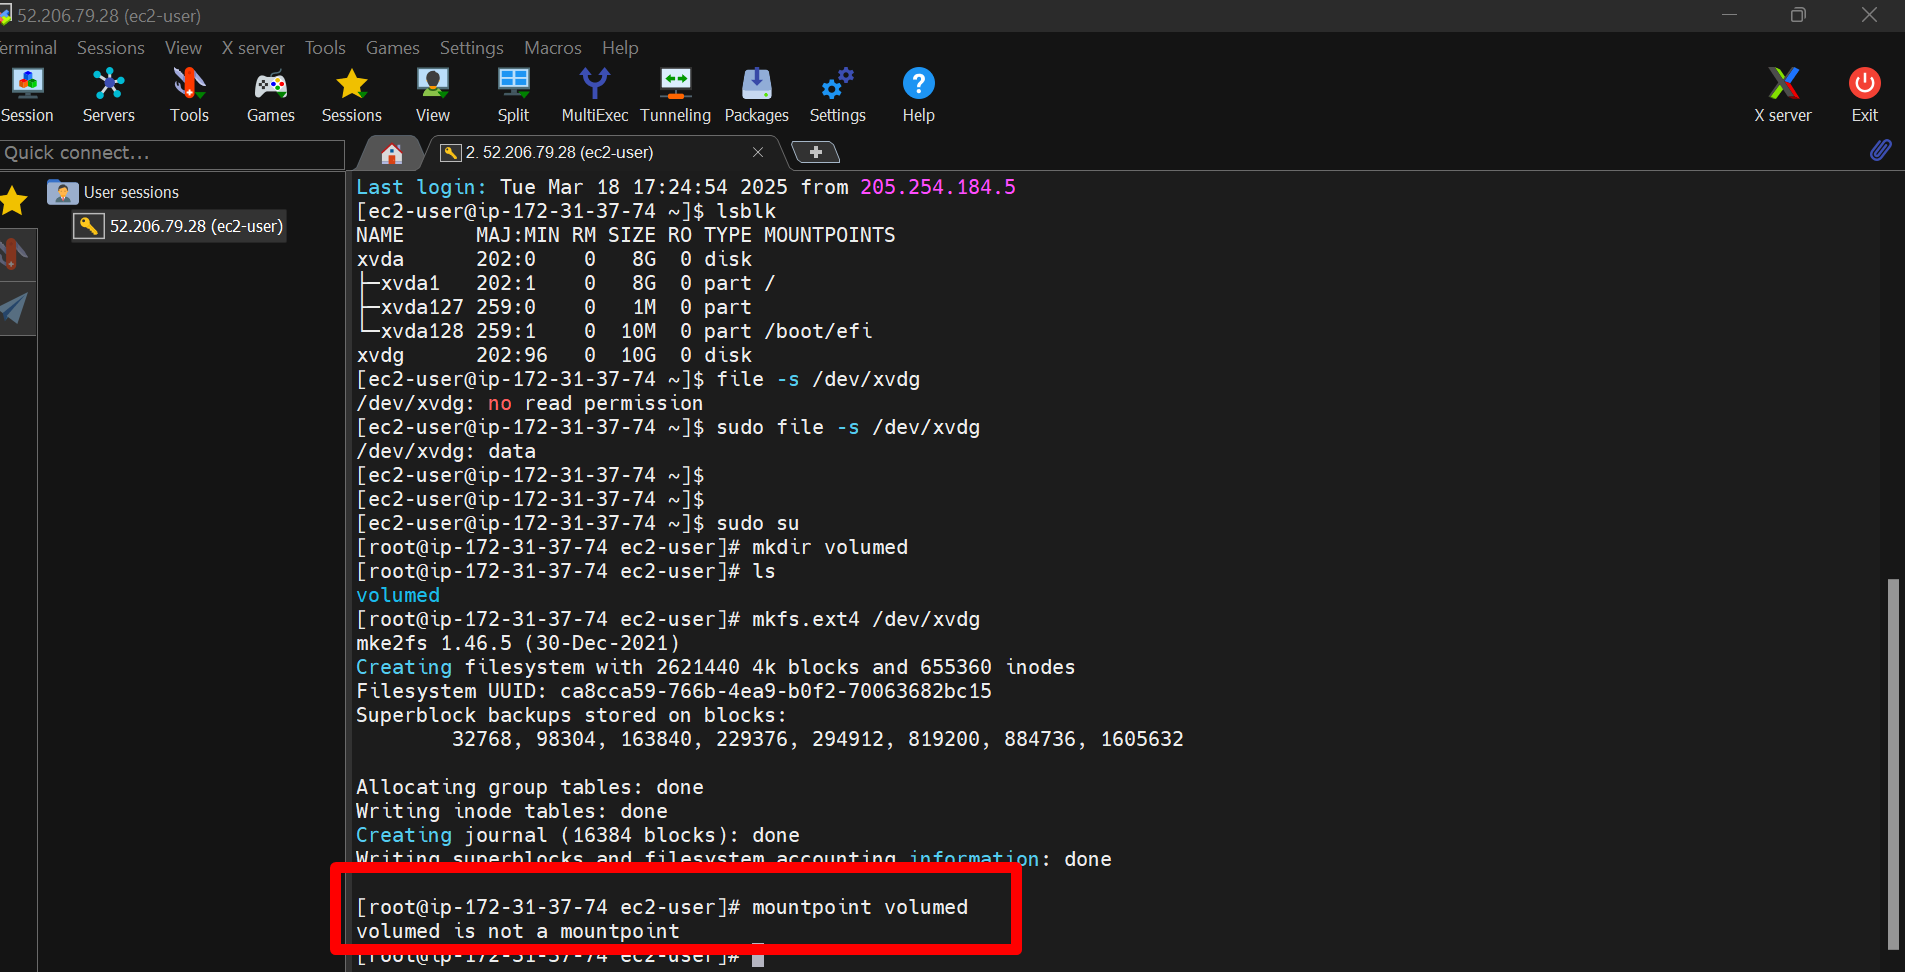 52.206.79.28 (ec2-user)
erminal Sessions View X server Tools Games Settings Macros Help
Session Servers Tools Games Sessions View Split MultiExec Tunneling Packages Settings Help X server Exit
Quick connect...
2. 52.206.79.28 (ec2-user)
User sessions
52.206.79.28 (ec2-user)
Last login: Tue Mar 18 17:24:54 2025 from 205.254.184.5
[ec2-user@ip-172-31-37-74 ~]$ lsblk
NAME      MAJ:MIN RM SIZE RO TYPE MOUNTPOINTS
xvda      202:0    0   8G  0 disk
├─xvda1   202:1    0   8G  0 part /
├─xvda127 259:0    0   1M  0 part
└─xvda128 259:1    0  10M  0 part /boot/efi
xvdg      202:96   0  10G  0 disk
[ec2-user@ip-172-31-37-74 ~]$ file -s /dev/xvdg
/dev/xvdg: no read permission
[ec2-user@ip-172-31-37-74 ~]$ sudo file -s /dev/xvdg
/dev/xvdg: data
[ec2-user@ip-172-31-37-74 ~]$
[ec2-user@ip-172-31-37-74 ~]$
[ec2-user@ip-172-31-37-74 ~]$ sudo su
[root@ip-172-31-37-74 ec2-user]# mkdir volumed
[root@ip-172-31-37-74 ec2-user]# ls
volumed
[root@ip-172-31-37-74 ec2-user]# mkfs.ext4 /dev/xvdg
mke2fs 1.46.5 (30-Dec-2021)
Creating filesystem with 2621440 4k blocks and 655360 inodes
Filesystem UUID: ca8cca59-766b-4ea9-b0f2-70063682bc15
Superblock backups stored on blocks:
        32768, 98304, 163840, 229376, 294912, 819200, 884736, 1605632
Allocating group tables: done
Writing inode tables: done
Creating journal (16384 blocks): done
Writing superblocks and filesystem accounting information: done
[root@ip-172-31-37-74 ec2-user]# mountpoint volumed
volumed is not a mountpoint
[root@ip-172-31-37-74 ec2-user]#